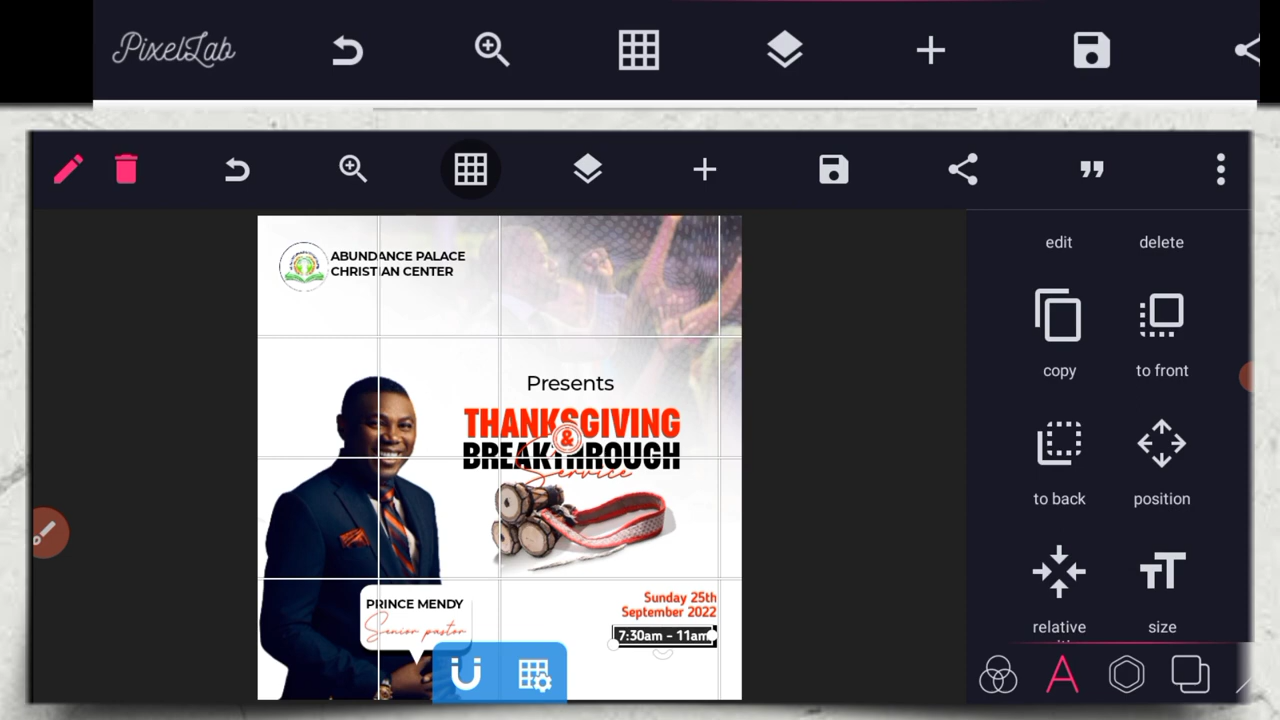 PixelLab
ABUNDANCE PALACE
CHRISTIAN CENTER
Presents
THANKSGIVING
&
BREAKTHROUGH
Service
PRINCE MENDY
Senior pastor
Sunday 25th
September 2022
7:30am - 11am
edit
delete
copy
to front
to back
position
relative
size
A